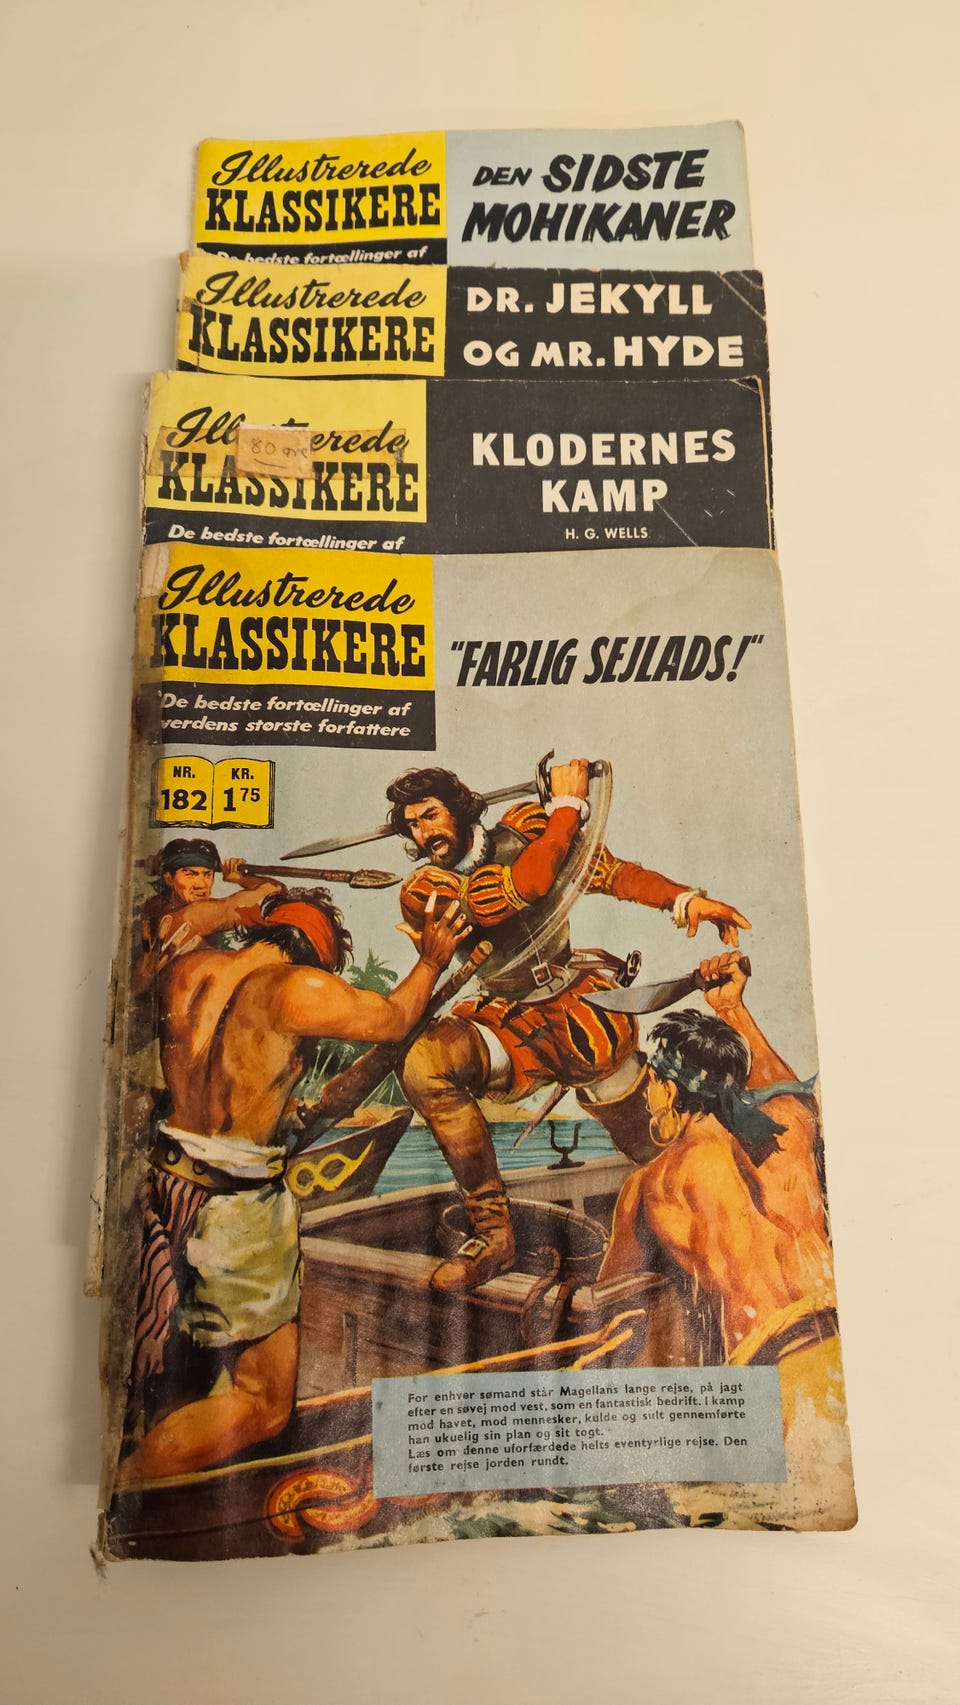 Illustrerede
KLASSIKERE
De bedste fortællinger af
DEN SIDSTE
MOHIKANER
Illustrerede
KLASSIKERE
DR. JEKYLL
OG MR. HYDE
Illustrerede
80 øre
KLASSIKERE
De bedste fortællinger af
KLODERNES
KAMP
H. G. WELLS
Illustrerede
KLASSIKERE
De bedste fortællinger af
verdens største forfattere
"FARLIG SEJLADS!"
NR. KR.
182 1 75
For enhver sømand står Magellans lange rejse, på jagt
efter en søvej mod vest, som en fantastisk bedrift. I kamp
mod havet, mod mennesker, kulde og sult gennemførte
han ukuelig sin plan og sit togt.
Læs om denne uforfærdede helts eventyrlige rejse. Den
første rejse jorden rundt.